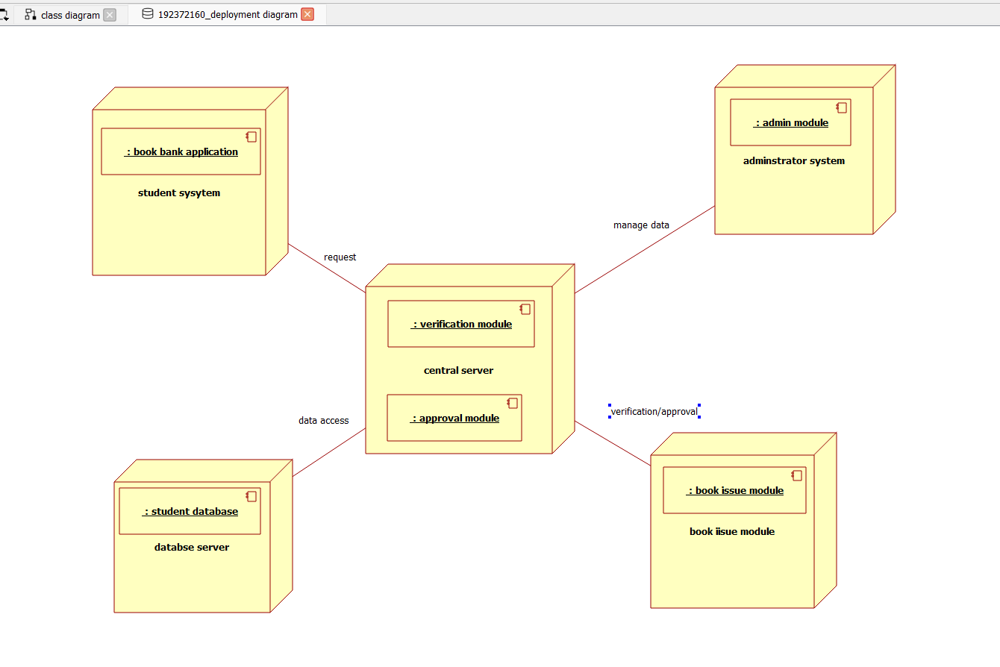 class diagram
192372160_deployment diagram
: book bank application
student sysytem
: admin module
adminstrator system
manage data
request
: verification module
central server
: approval module
data access
verification/approval
: student database
databse server
: book issue module
book iisue module